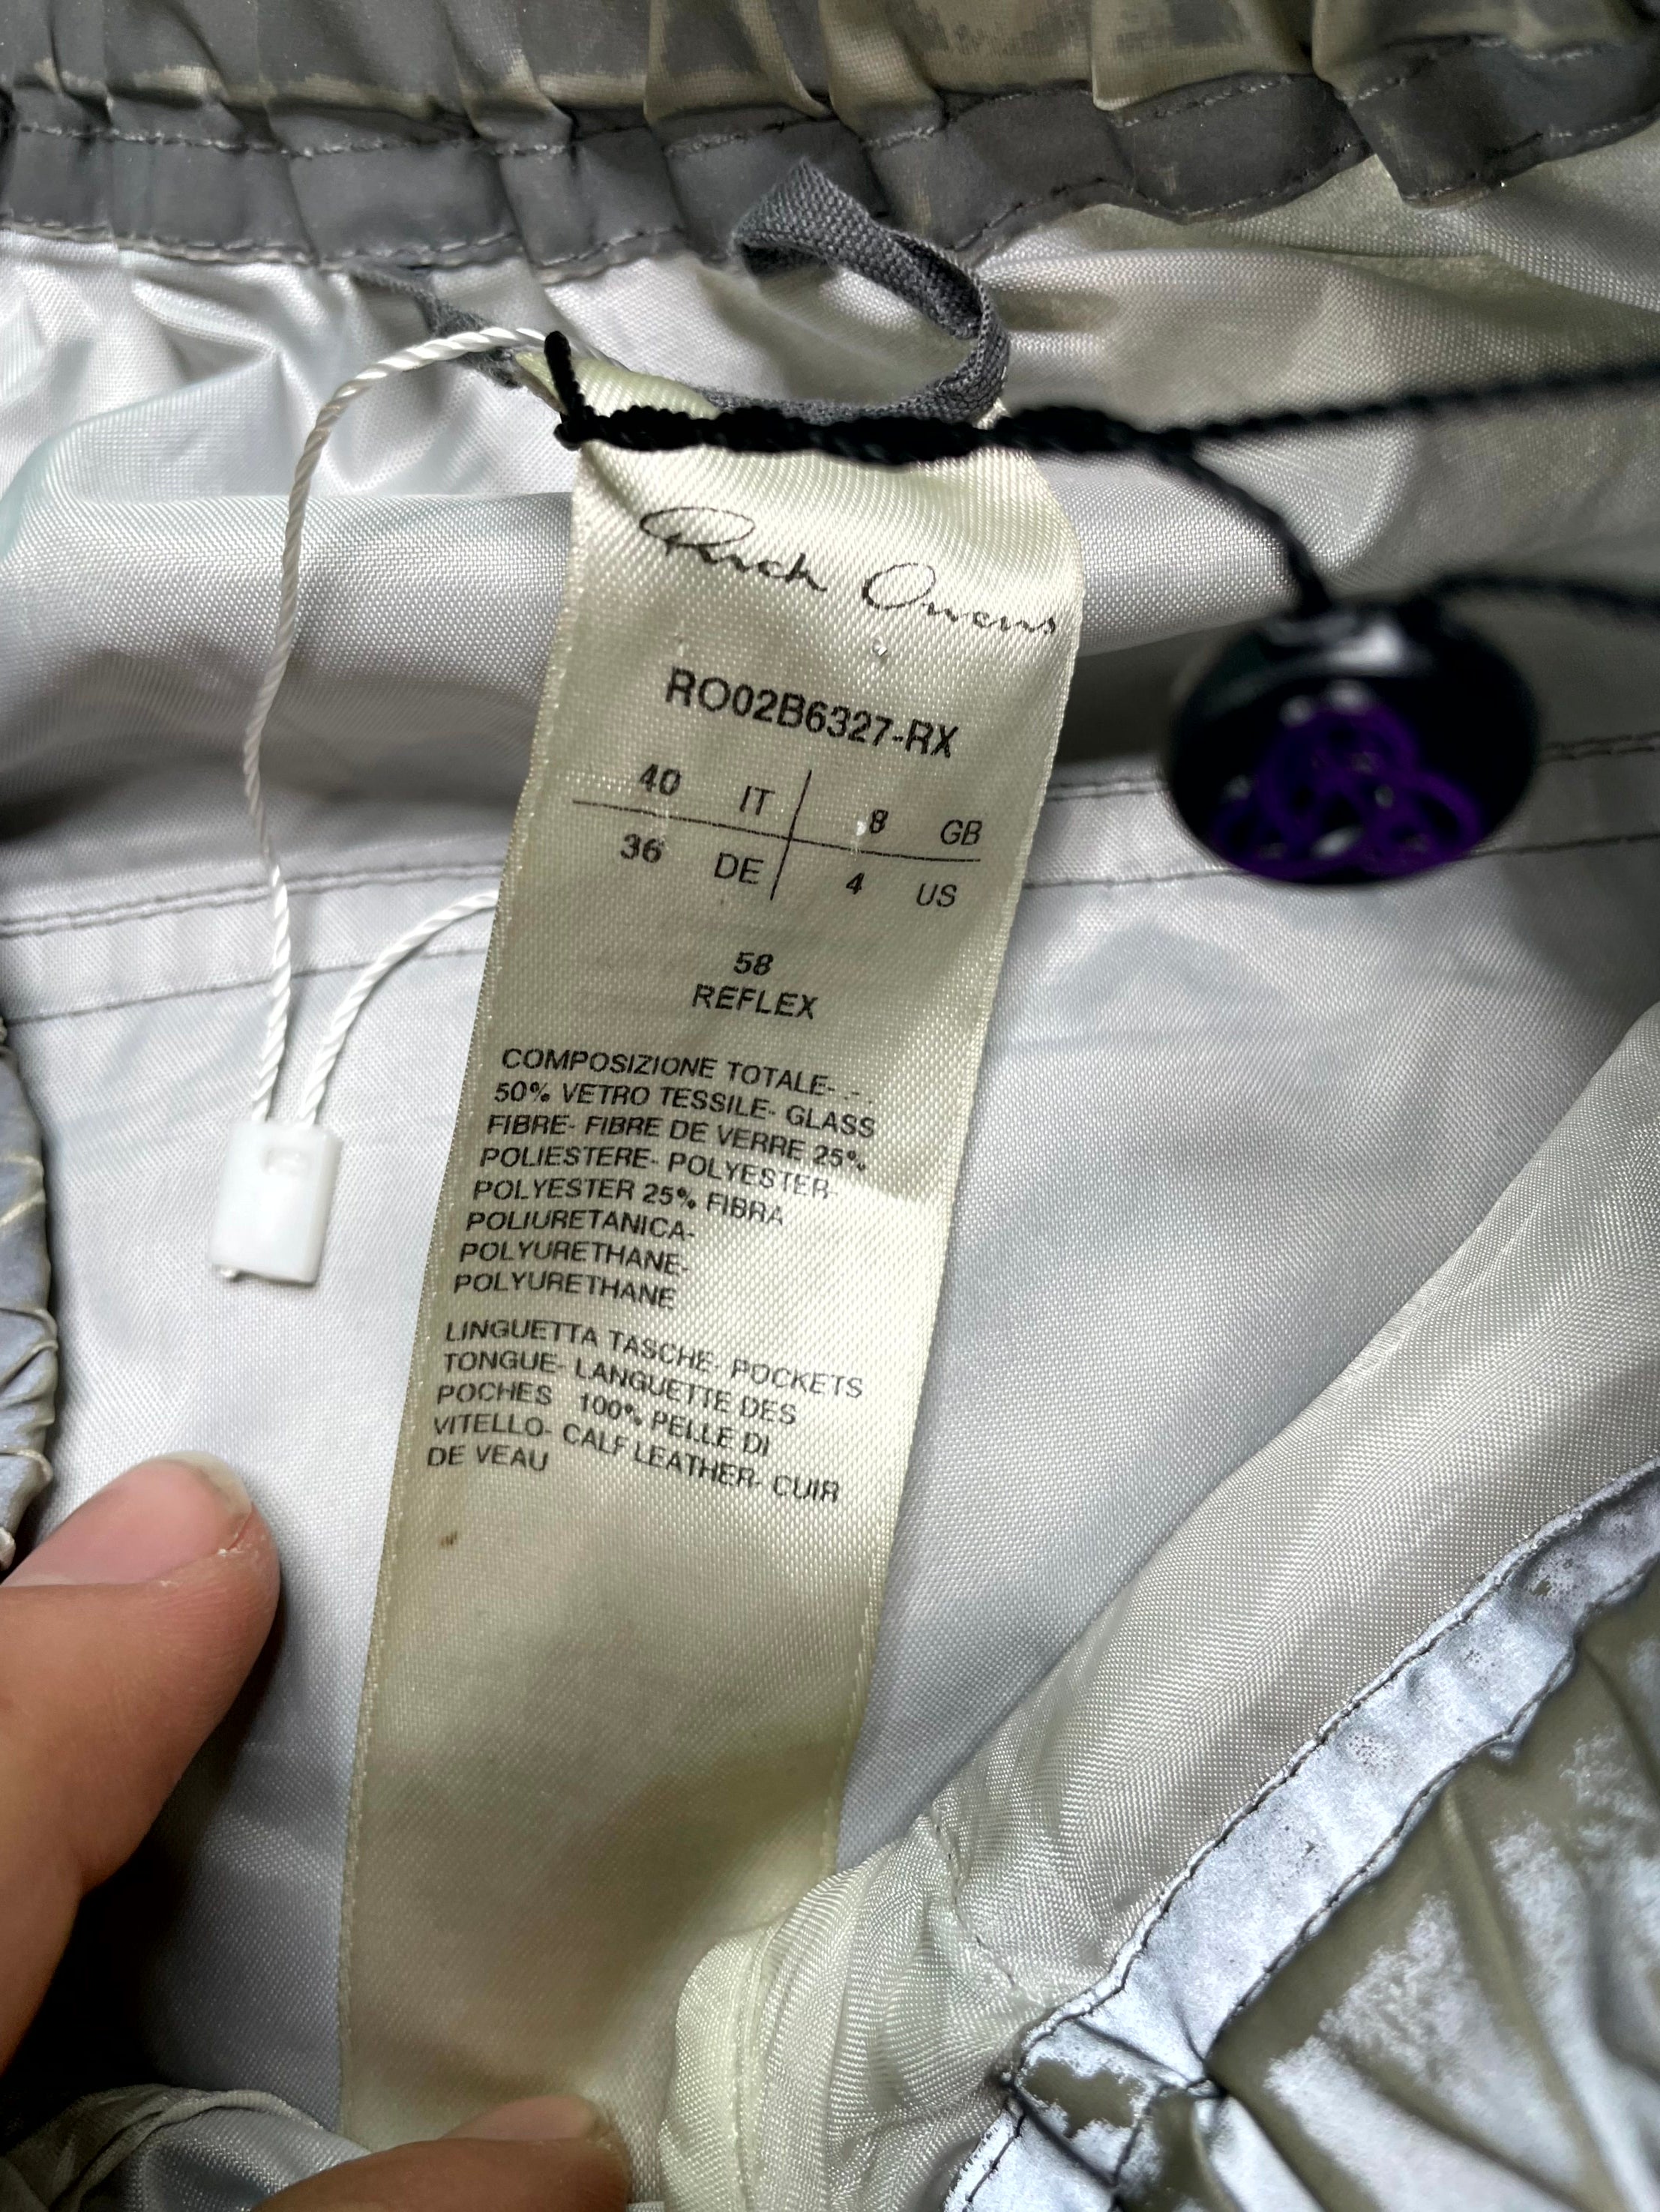 Rick Owens
RO02B6327-RX
40 IT 8 GB
36 DE 4 US
58
REFLEX
COMPOSIZIONE TOTALE- - -
50% VETRO TESSILE- GLASS
FIBRE- FIBRE DE VERRE 25%
POLIESTERE- POLYESTER-
POLYESTER 25% FIBRA
POLIURETANICA-
POLYURETHANE-
POLYURETHANE
LINGUETTA TASCHE- POCKETS
TONGUE- LANGUETTE DES
POCHES 100% PELLE DI
VITELLO- CALF LEATHER- CUIR
DE VEAU